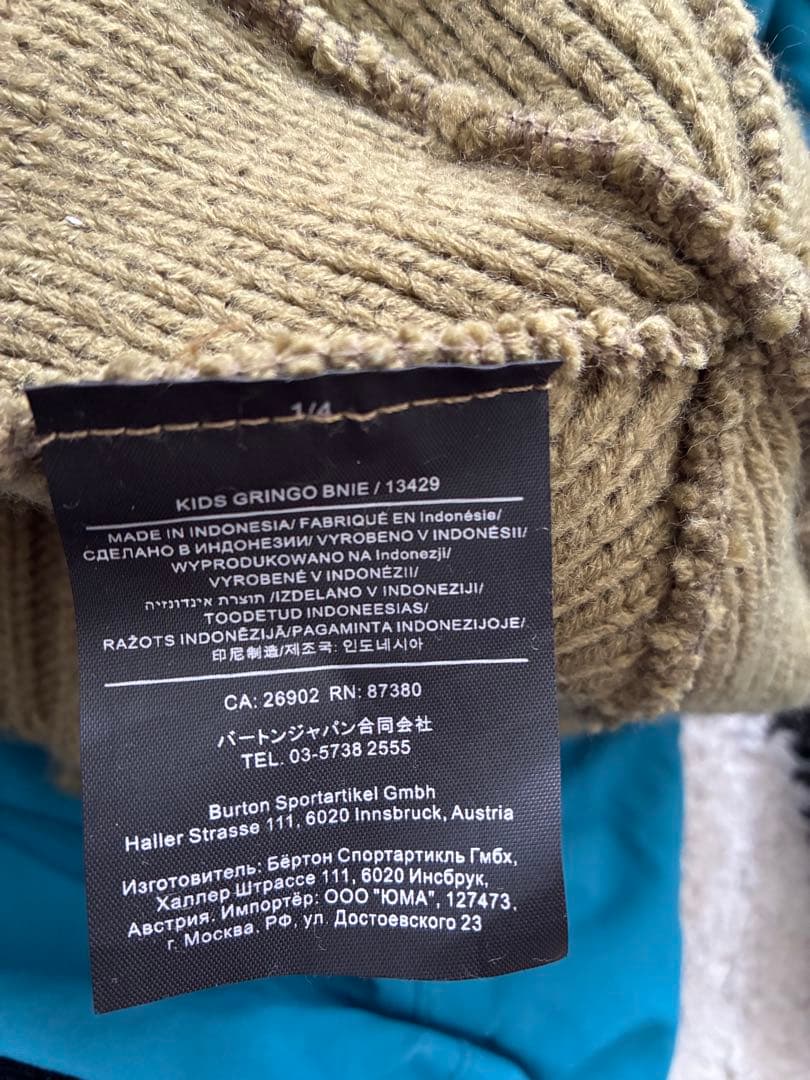 1/4
KIDS GRINGO BNIE / 13429
MADE IN INDONESIA/ FABRIQUÉ EN Indonésie/
СДЕЛАНО В ИНДОНЕЗИИ/ VYROBENO V INDONÉSII/
WYPRODUKOWANO NA Indonezji/
VYROBENÉ V INDONÉZII/
תוצרת אינדונזיה /IZDELANO V INDONEZIJI/
TOODETUD INDONEESIAS/
RAŽOTS INDONĒZIJĀ/PAGAMINTA INDONEZIJOJE/
印尼制造/제조국: 인도네시아
CA: 26902 RN: 87380
バートンジャパン合同会社
TEL. 03-5738 2555
Burton Sportartikel Gmbh
Haller Strasse 111, 6020 Innsbruck, Austria
Изготовитель: Бёртон Спортартикль Гмбх,
Халлер Штрассе 111, 6020 Инсбрук,
Австрия. Импортёр: ООО "ЮМА", 127473,
г. Москва, РФ, ул. Достоевского 23